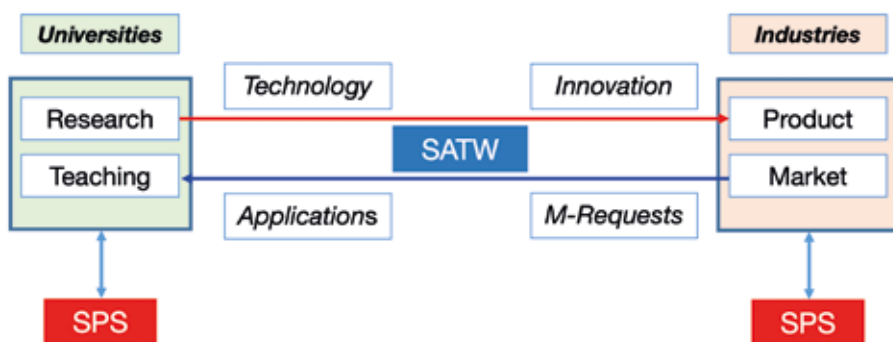 Universities
Industries
Technology
Innovation
Research
Product
SATW
Teaching
Market
Applications
M-Requests
SPS
SPS